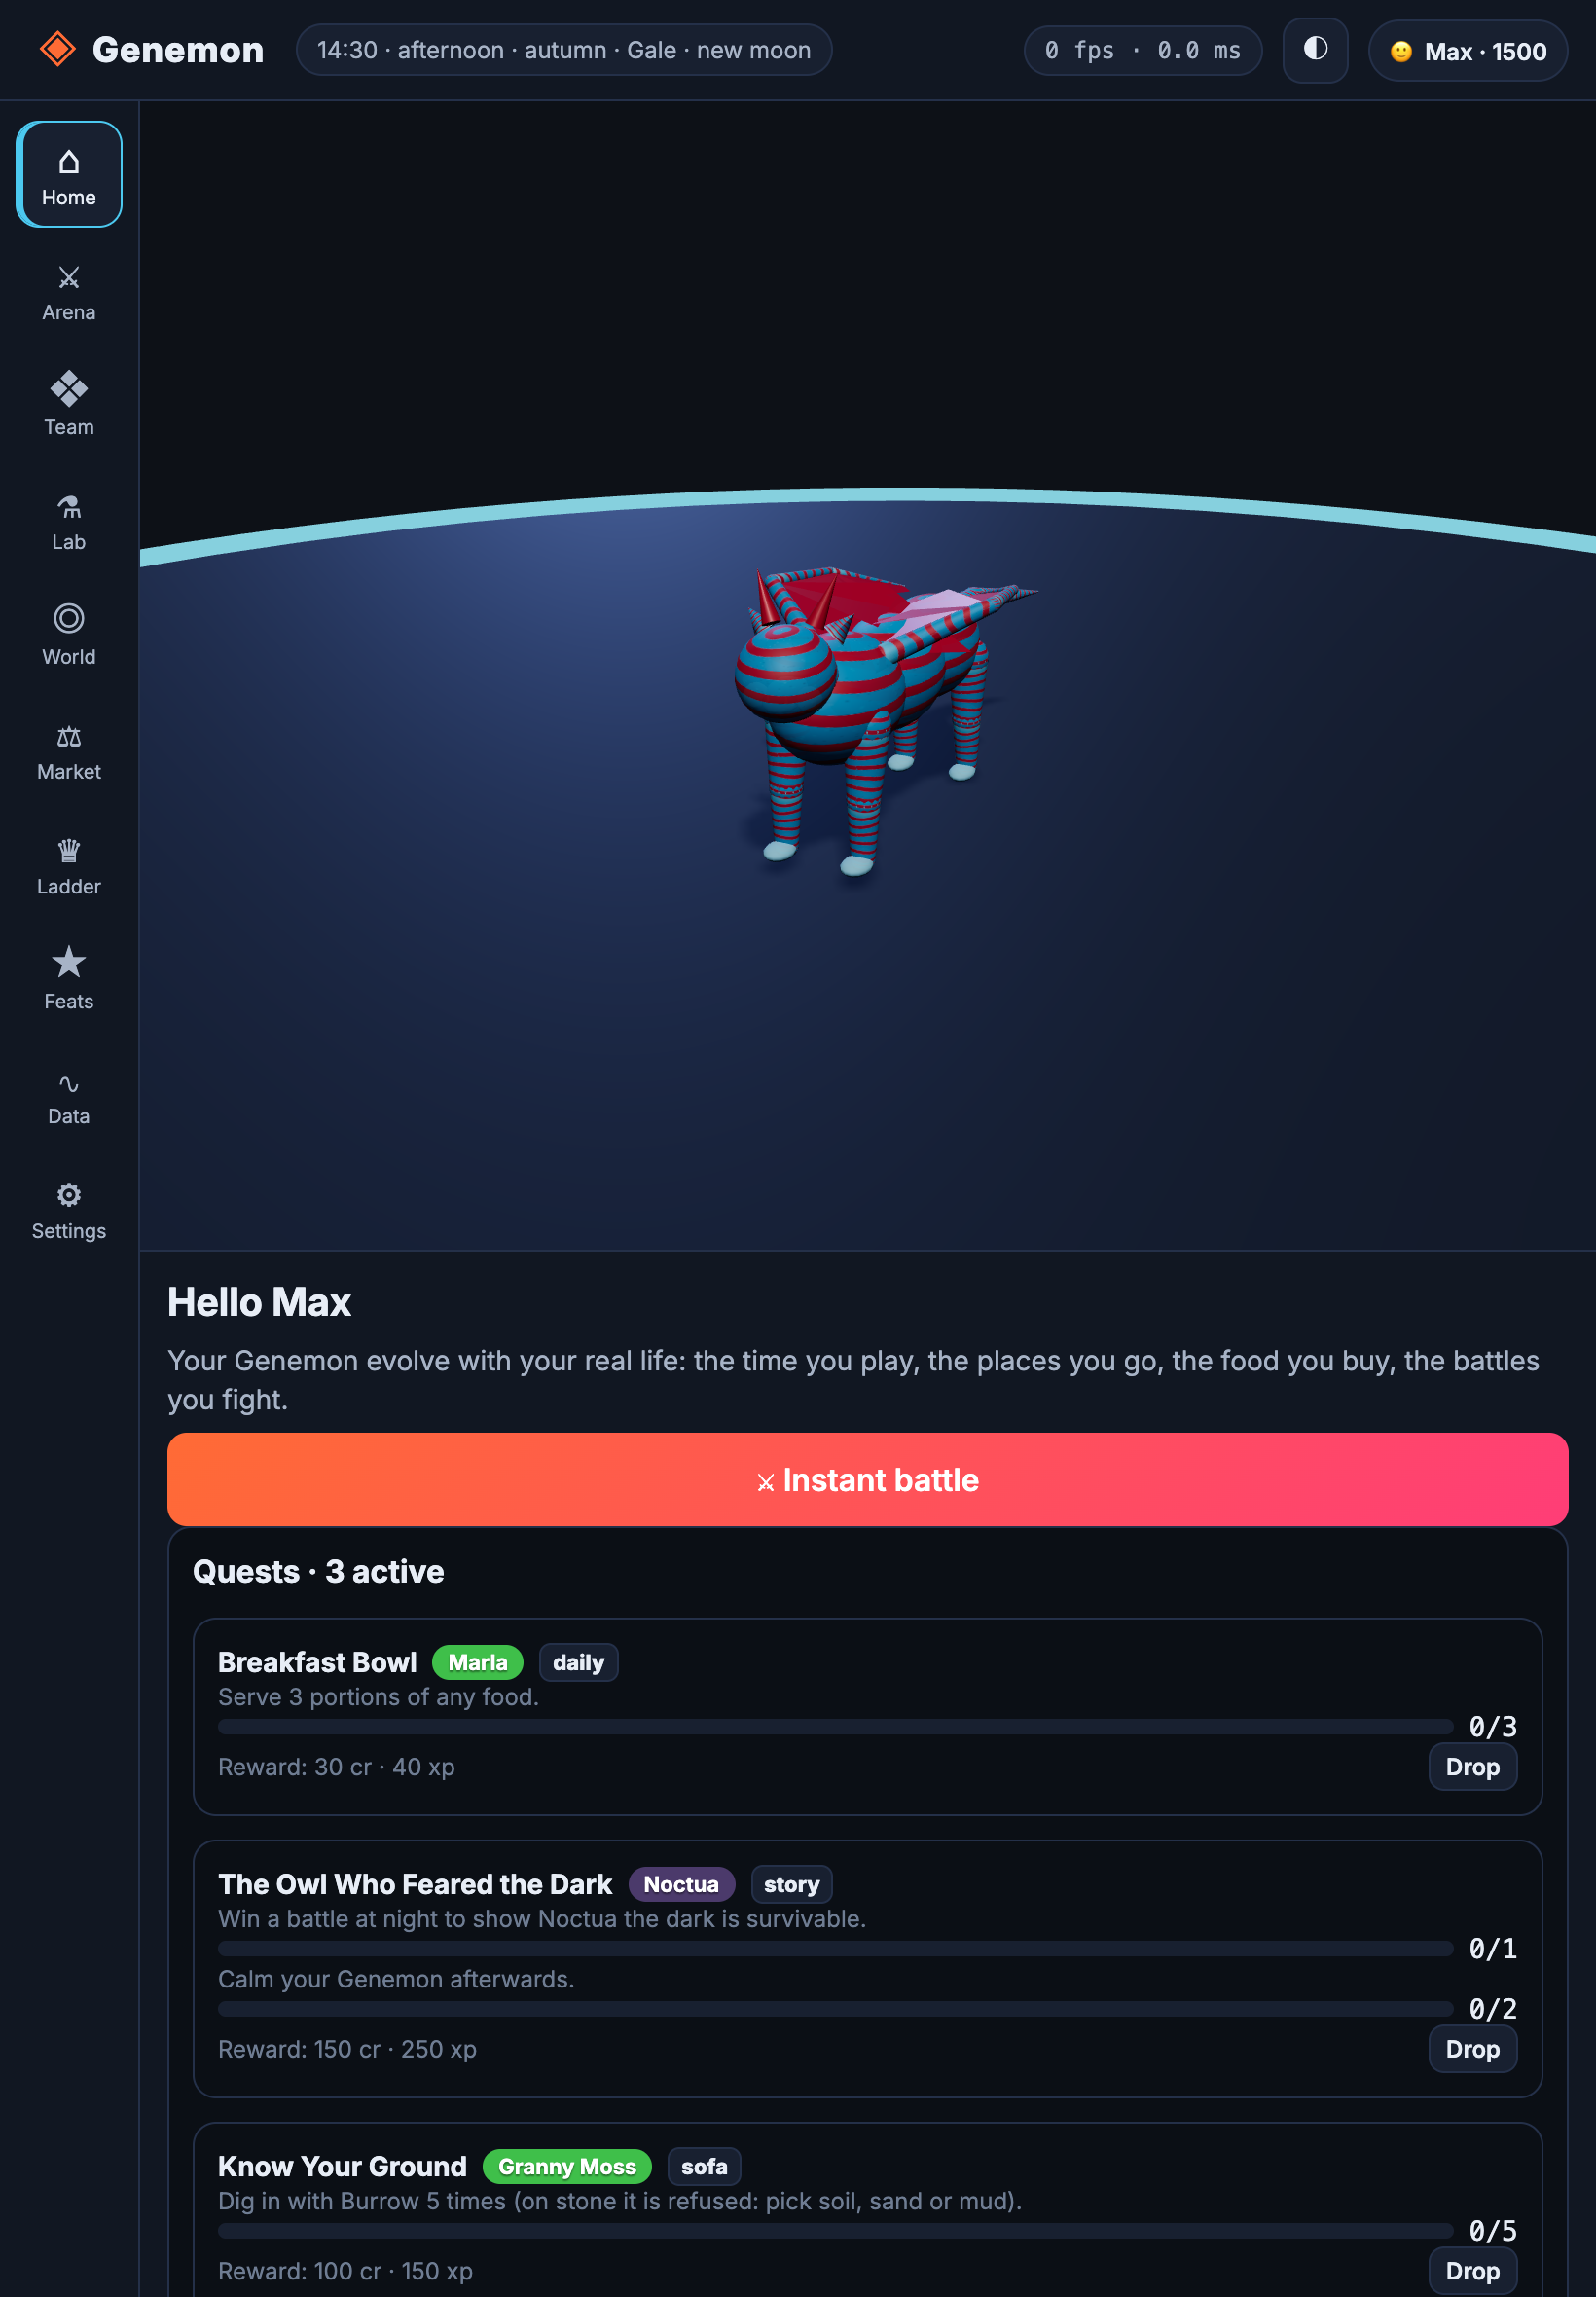 Genemon
14:30 · afternoon · autumn · Gale · new moon
0 fps · 0.0 ms
Max · 1500
Home
Arena
Team
Lab
World
Market
Ladder
Feats
Data
Settings
Hello Max
Your Genemon evolve with your real life: the time you play, the places you go, the food you buy, the battles
you fight.
Instant battle
Quests · 3 active
Breakfast Bowl Marla daily
Serve 3 portions of any food.
0/3
Reward: 30 cr · 40 xp Drop
The Owl Who Feared the Dark Noctua story
Win a battle at night to show Noctua the dark is survivable.
0/1
Calm your Genemon afterwards.
0/2
Reward: 150 cr · 250 xp Drop
Know Your Ground Granny Moss sofa
Dig in with Burrow 5 times (on stone it is refused: pick soil, sand or mud).
0/5
Reward: 100 cr · 150 xp Drop